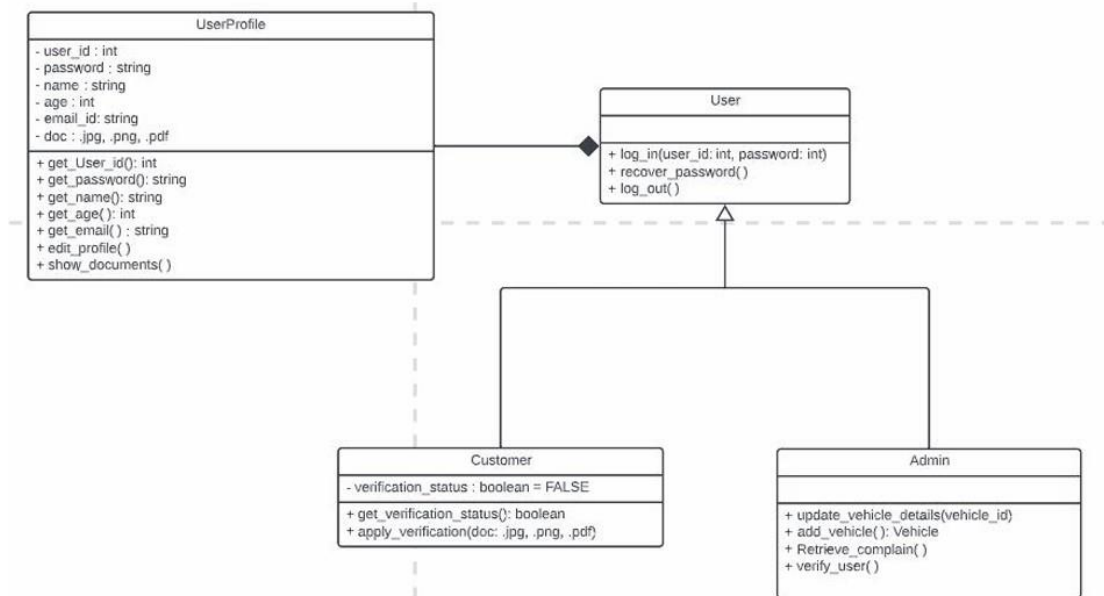 UserProfile
- user_id : int
- password : string
- name : string
- age : int
- email_id: string
- doc : .jpg, .png, .pdf
+ get_User_id(): int
+ get_password(): string
+ get_name(): string
+ get_age( ): int
+ get_email( ) : string
+ edit_profile( )
+ show_documents( )
User
+ log_in(user_id: int, password: int)
+ recover_password( )
+ log_out( )
Customer
- verification_status : boolean = FALSE
+ get_verification_status(): boolean
+ apply_verification(doc: .jpg, .png, .pdf)
Admin
+ update_vehicle_details(vehicle_id)
+ add_vehicle( ): Vehicle
+ Retrieve_complain( )
+ verify_user( )